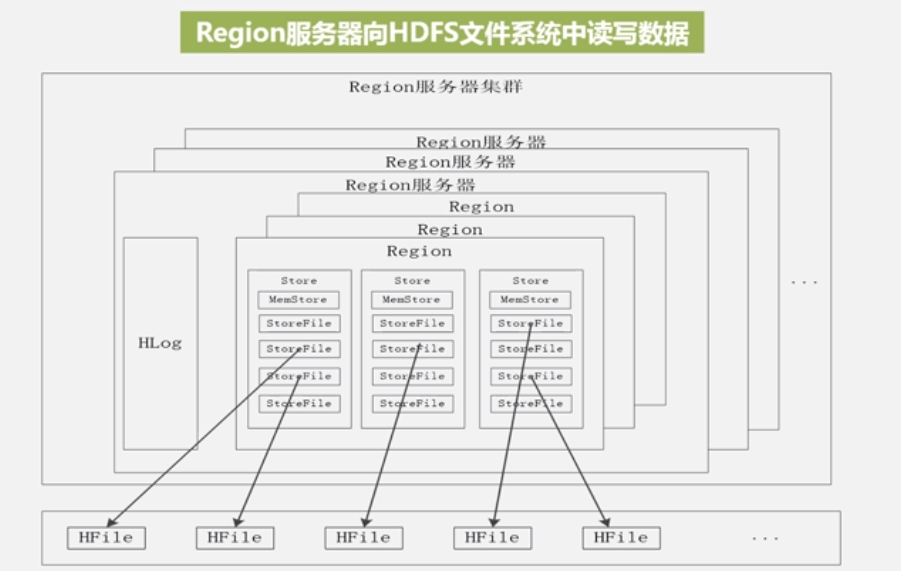 Region服务器向HDFS文件系统中读写数据
Region服务器集群
Region服务器
Region服务器
Region服务器
Region
Region
Region
HLog
Store
MemStore
StoreFile
StoreFile
StoreFile
StoreFile
Store
MemStore
StoreFile
StoreFile
StoreFile
StoreFile
Store
MemStore
StoreFile
StoreFile
StoreFile
StoreFile
...
HFile
HFile
HFile
HFile
HFile
...